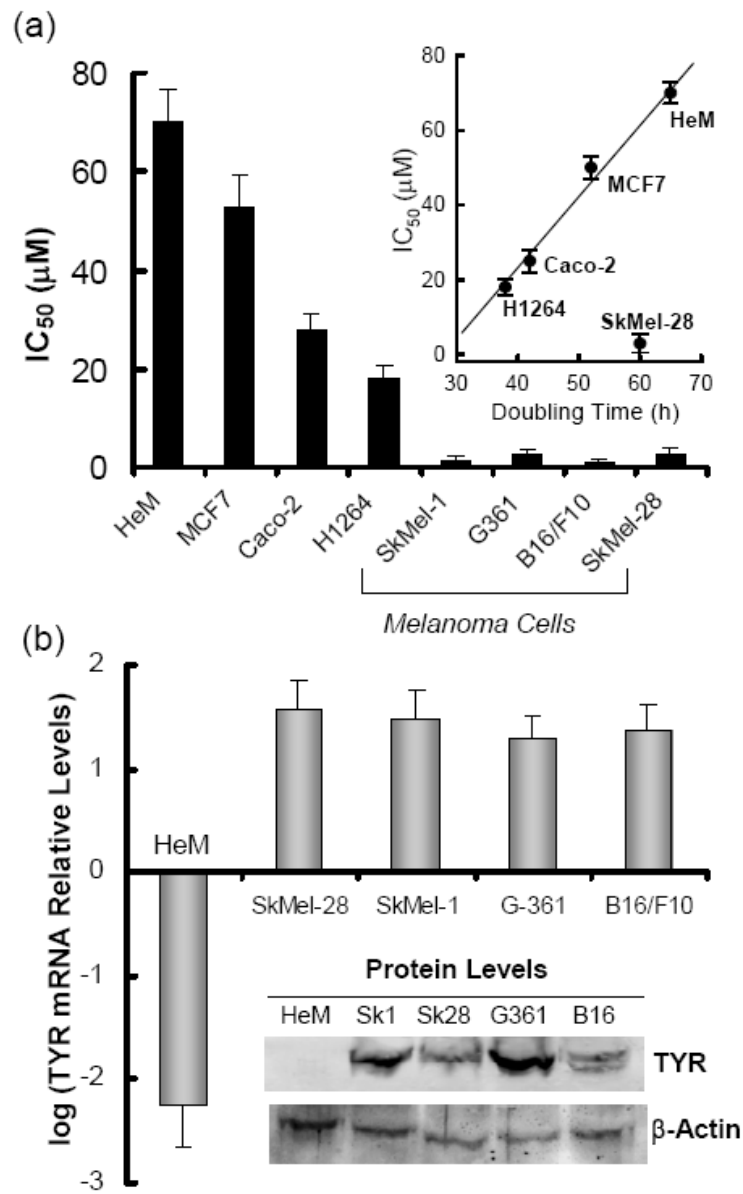 (a)
80
60
40
20
0
IC50 (μM)
HeM
MCF7
Caco-2
H1264
SkMel-1
G361
B16/F10
SkMel-28
Melanoma Cells
80
60
40
20
0
IC50 (μM)
HeM
MCF7
Caco-2
H1264
SkMel-28
30 40 50 60 70
Doubling Time (h)
(b)
2
1
0
-1
-2
-3
log (TYR mRNA Relative Levels)
HeM
SkMel-28 SkMel-1 G-361 B16/F10
Protein Levels
HeM Sk1 Sk28 G361 B16
TYR
β-Actin